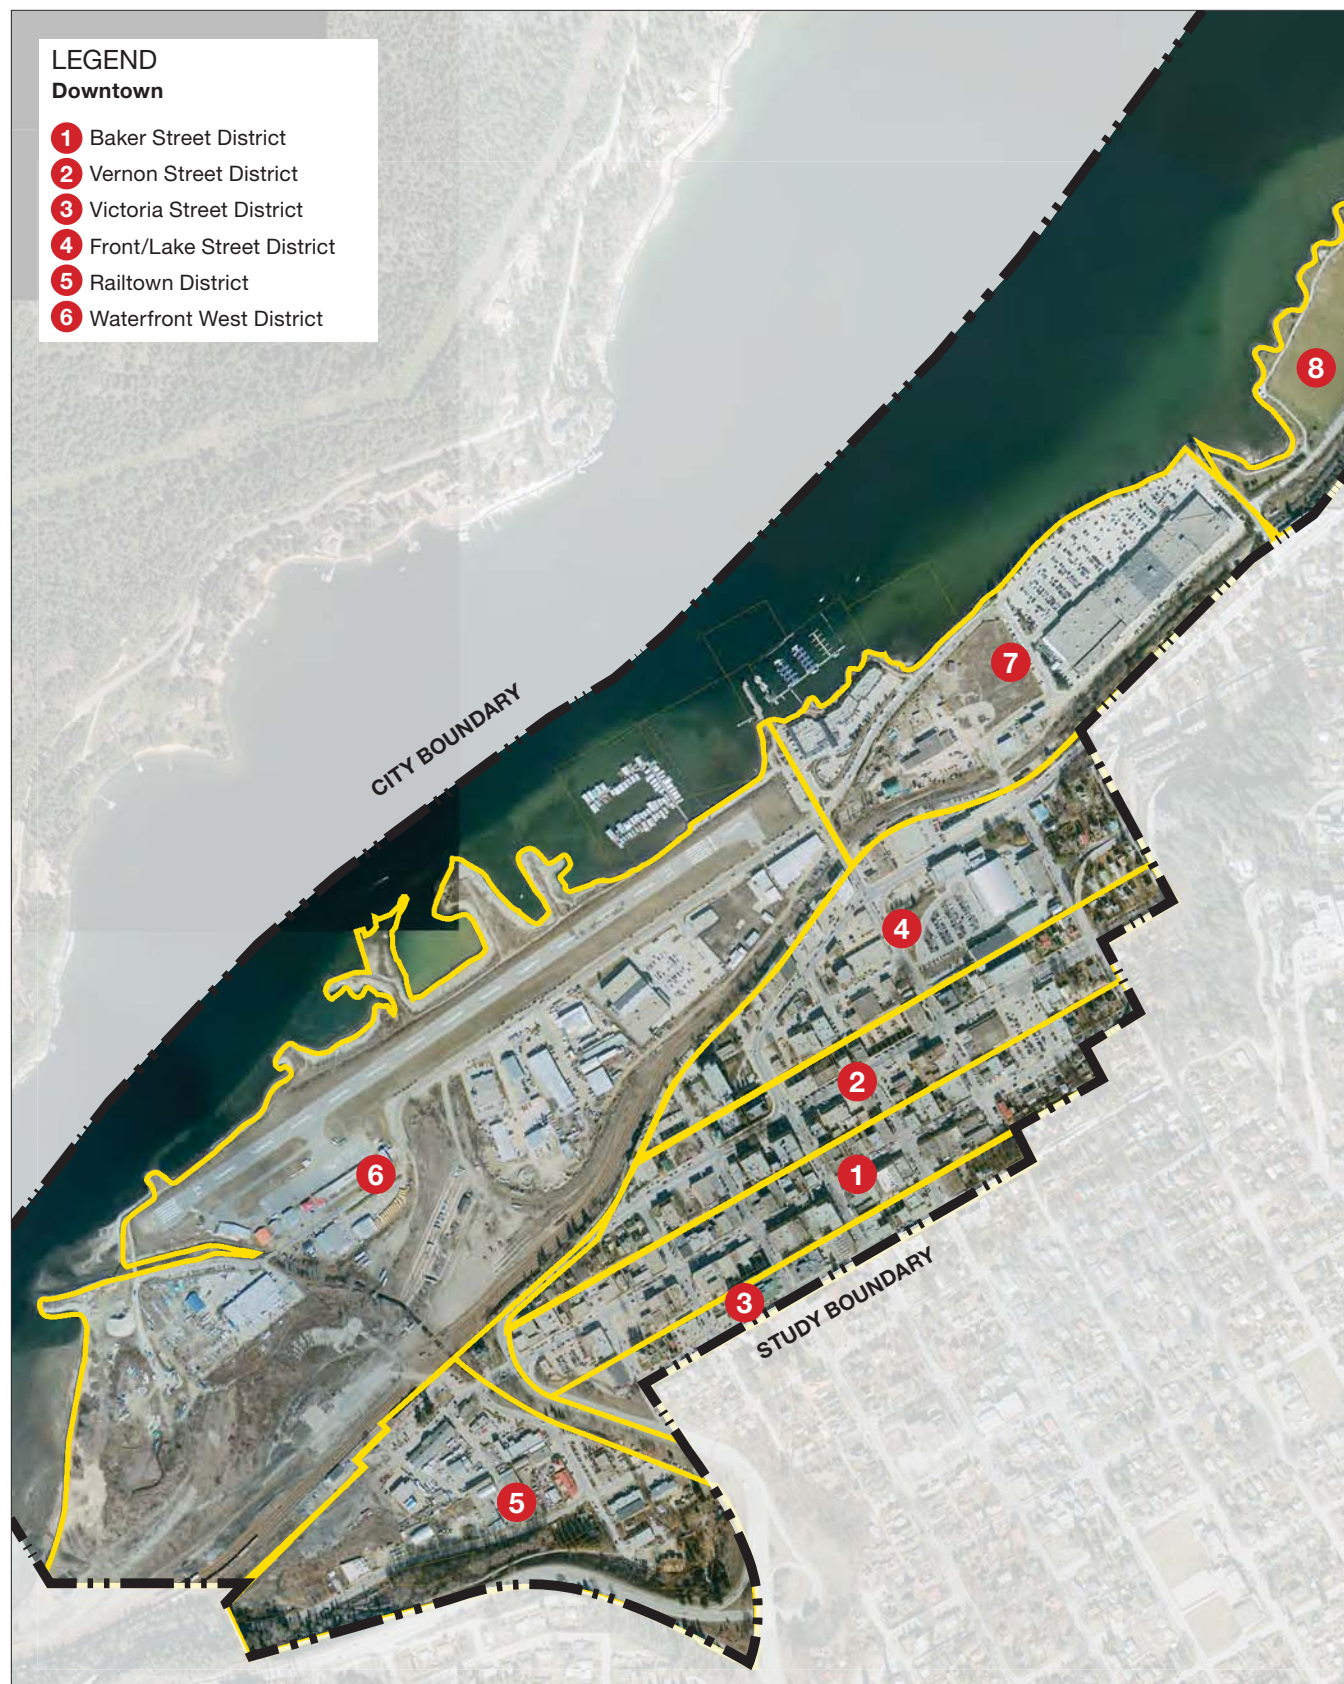 LEGEND
Downtown
1 Baker Street District
2 Vernon Street District
3 Victoria Street District
4 Front/Lake Street District
5 Railtown District
6 Waterfront West District
8
7
CITY BOUNDARY
4
2
6
1
3
STUDY BOUNDARY
5